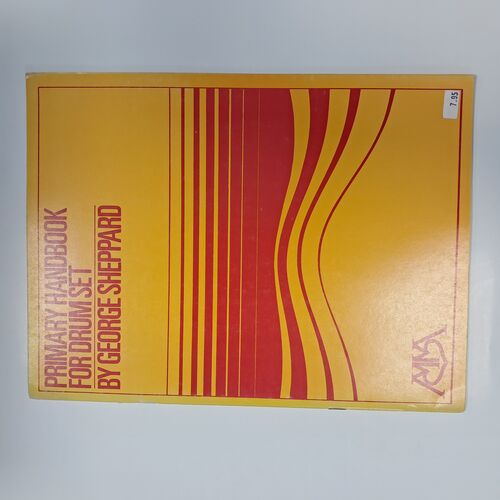 PRIMARY HANDBOOK
FOR DRUM SET
BY GEORGE SHEPPARD
7.95